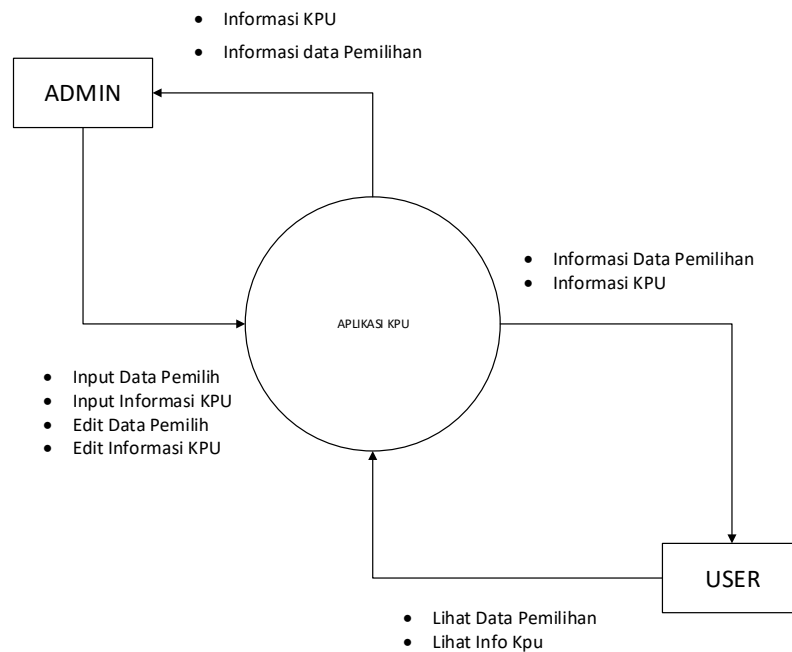 • Informasi KPU
• Informasi data Pemilihan
ADMIN
• Informasi Data Pemilihan
• Informasi KPU
APLIKASI KPU
• Input Data Pemilih
• Input Informasi KPU
• Edit Data Pemilih
• Edit Informasi KPU
USER
• Lihat Data Pemilihan
• Lihat Info Kpu